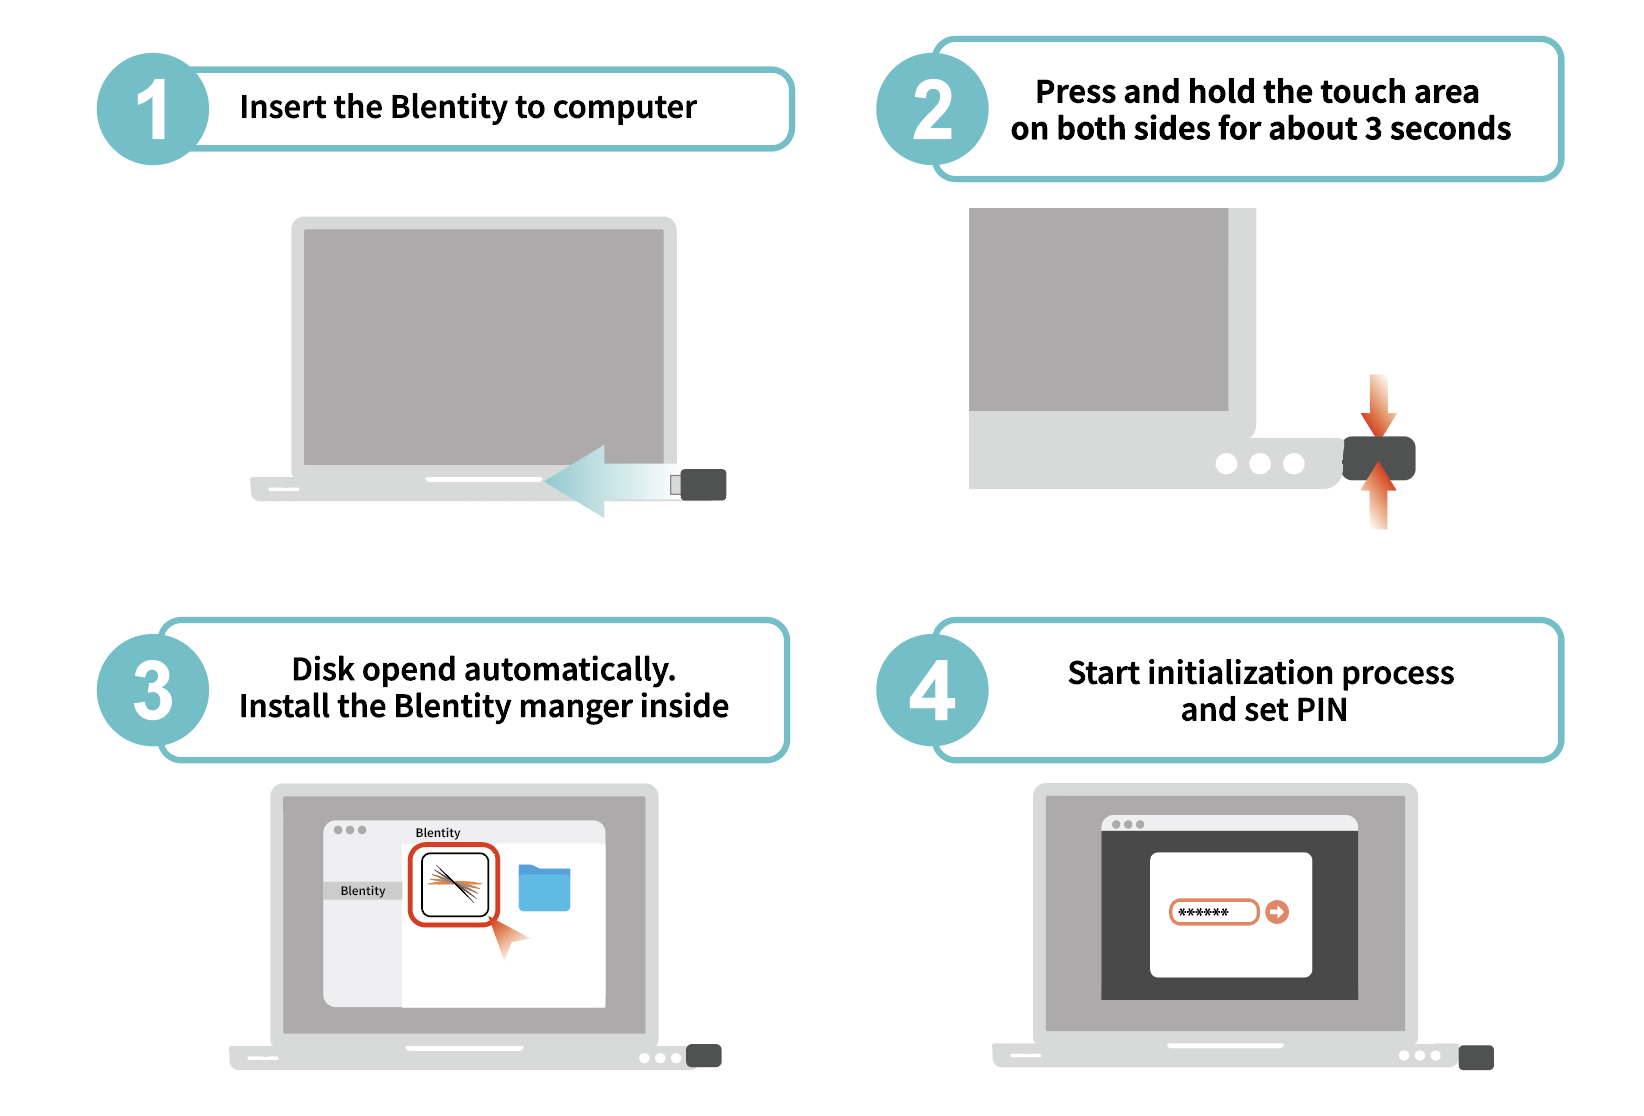 1
Insert the Blentity to computer
2
Press and hold the touch area
on both sides for about 3 seconds
3
Disk opend automatically.
Install the Blentity manger inside
Blentity
Blentity
4
Start initialization process
and set PIN
******